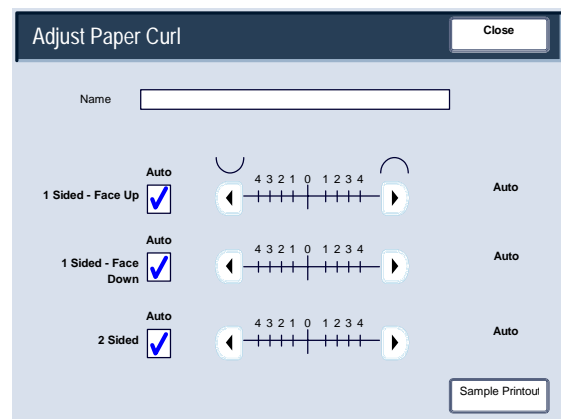 Adjust Paper Curl
Close
Name
Auto
4 3 2 1 0 1 2 3 4
1 Sided - Face Up
Auto
Auto
4 3 2 1 0 1 2 3 4
1 Sided - Face
Down
Auto
Auto
4 3 2 1 0 1 2 3 4
2 Sided
Auto
Sample Printout